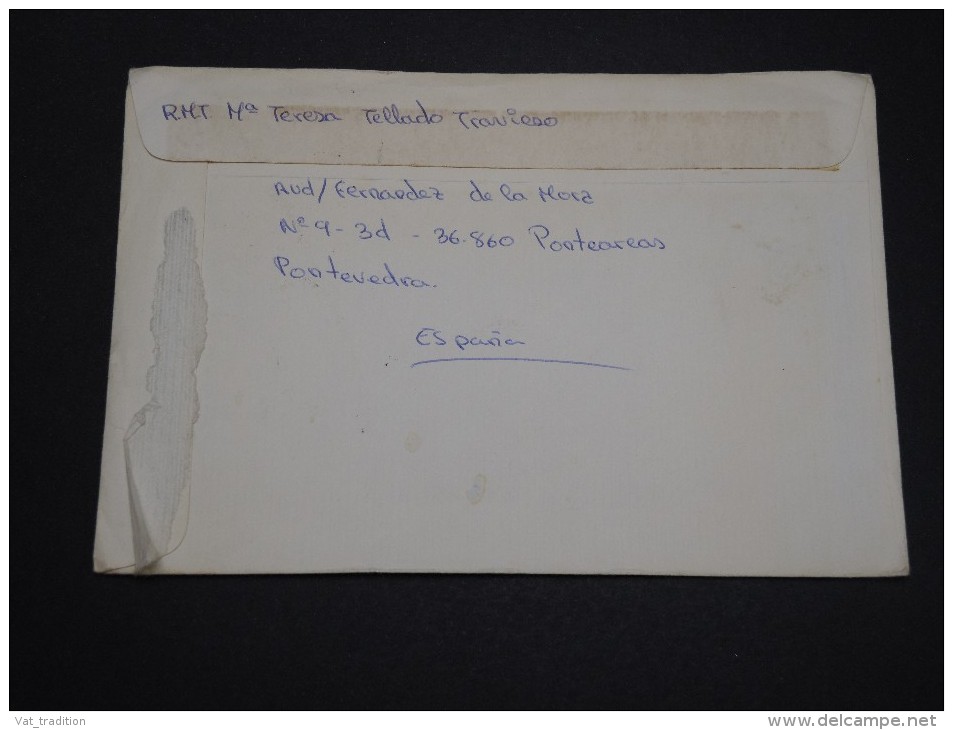 RMT Mª Teresa Tellado Travieso
Avd/Fernandez de la Mora
Nº 9 - 3d - 36.860 Ponteareas
Pontevedra.
España
Vat_tradition
www.delcampe.net